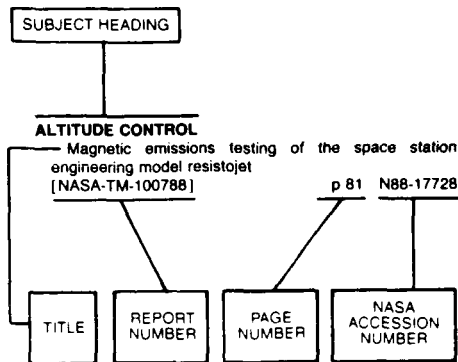 SUBJECT HEADING
ALTITUDE CONTROL
Magnetic emissions testing of the space station
engineering model resistojet
[NASA-TM-100788] p 81 N88-17728
TITLE
REPORT
NUMBER
PAGE
NUMBER
NASA
ACCESSION
NUMBER